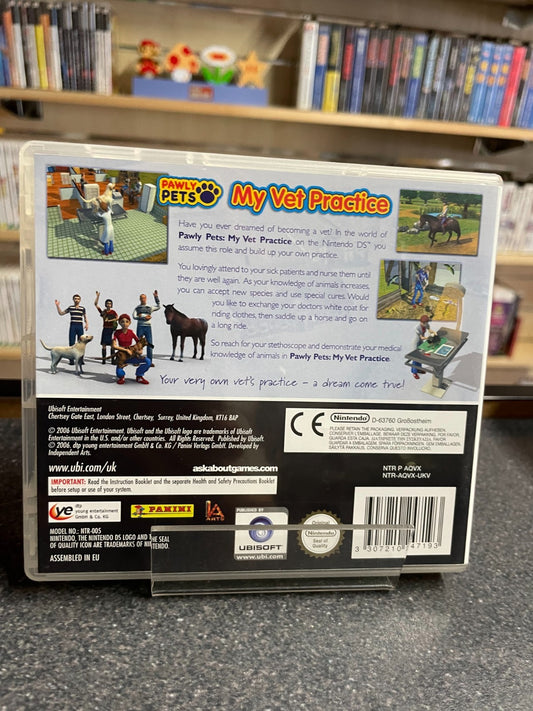 PAWLY PETS My Vet Practice
Have you ever dreamed of becoming a vet? In the world of
Pawly Pets: My Vet Practice on the Nintendo DS™ you
assume this role and build up your own practice.
You lovingly attend to your sick patients and nurse them until
they are well again. As your knowledge of animals increases,
you can accept new species and use special cures. Would
you like to exchange your doctors white coat for
riding clothes, then saddle up a horse and go on
a long ride.
So reach for your stethoscope and demonstrate your medical
knowledge of animals in Pawly Pets: My Vet Practice.
Your very own vet's practice – a dream come true!
Ubisoft Entertainment
Chertsey Gate East, London Street, Chertsey, Surrey, United Kingdom, KT16 8AP
© 2006 Ubisoft Entertainment. All Rights Reserved.
Ubisoft and the Ubisoft logo are trademarks of Ubisoft
Entertainment in the U.S. and/or other countries.
© 2006. dtp young entertainment GmbH & Co. KG / Panini Verlags GmbH. Developed by
Independent Arts.
www.ubi.com/uk
askaboutgames.com
IMPORTANT: Read the Instruction Booklet and the separate Health and Safety Precautions Booklet
before setup or use of your system.
CE
Nintendo
D-63760 Großostheim
PLEASE RETAIN THE PACKAGING.
NTR P AQVX
NTR-AQVX-UKV
ye dtp young entertainment GmbH & Co. KG
PANINI
IA ARTS
PUBLISHED BY
UBISOFT
www.ubi.com
Original Nintendo Seal of Quality
3 307210 247193
MODEL NO.: NTR-005
NINTENDO, THE NINTENDO DS LOGO AND THE SEAL
OF QUALITY ICON ARE TRADEMARKS OF NINTENDO.
ASSEMBLED IN EU